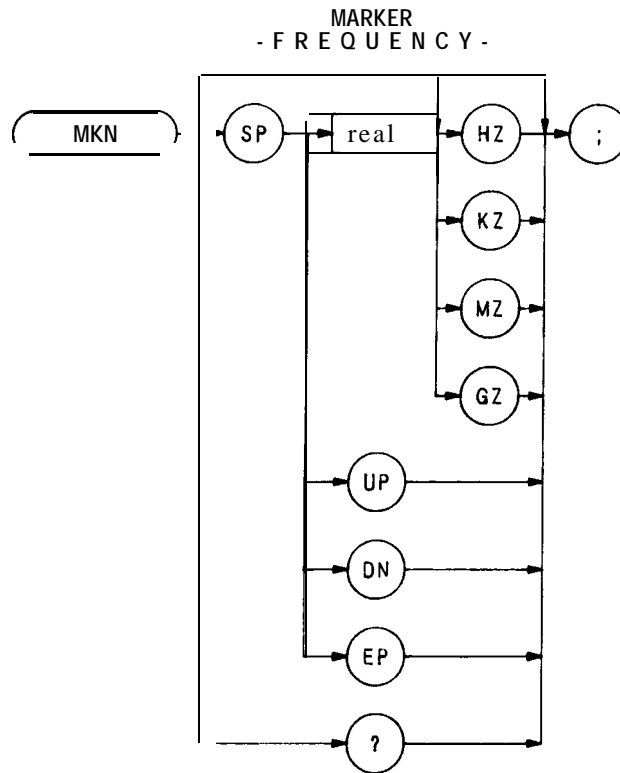 MARKER
- F R E Q U E N C Y -
MKN SP real HZ ;
KZ
MZ
GZ
UP
DN
EP
?